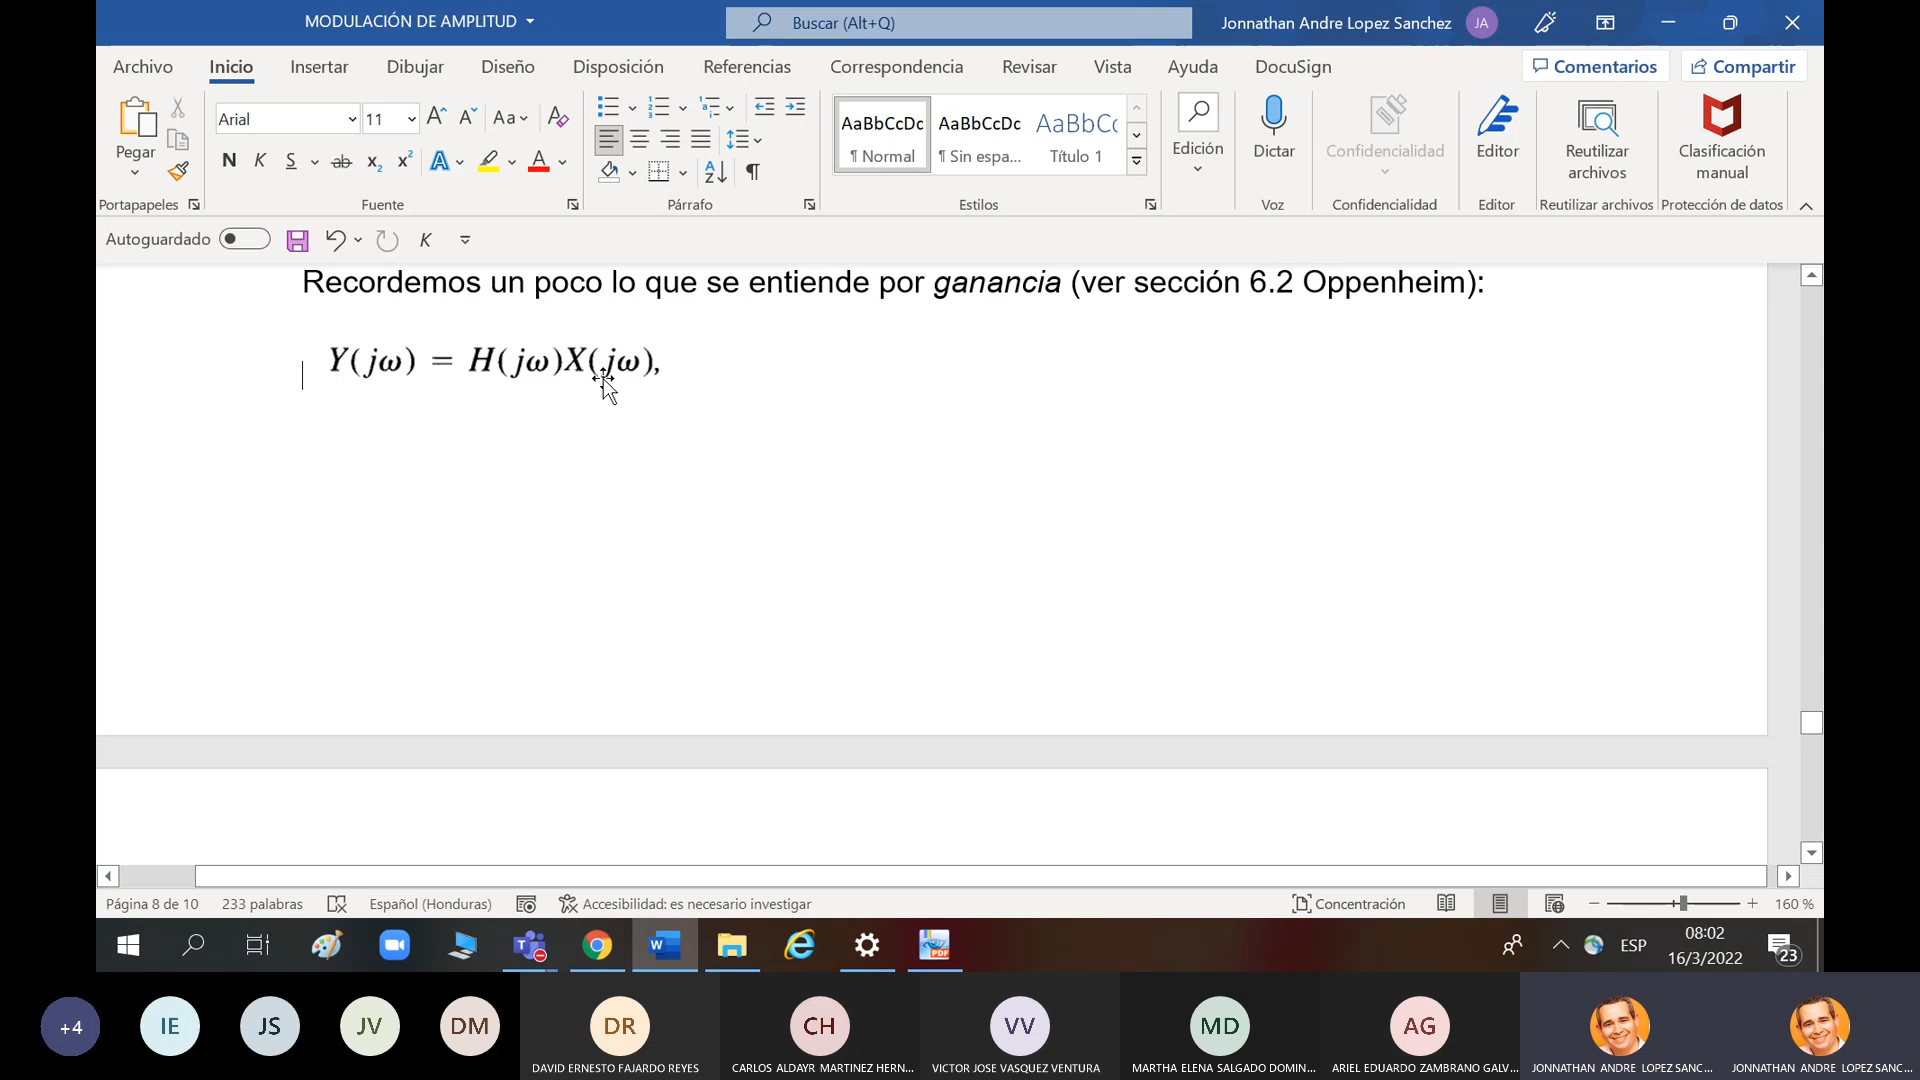 MODULACIÓN DE AMPLITUD
Buscar (Alt+Q)
Jonnathan Andre Lopez Sanchez
JA
Archivo Inicio Insertar Dibujar Diseño Disposición Referencias Correspondencia Revisar Vista Ayuda DocuSign
Comentarios
Compartir
Pegar
Portapapeles
Arial
11
Aa
N K S ab x₂ x² A A
Fuente
Párrafo
AaBbCcDc AaBbCcDc AaBbCc
¶ Normal ¶ Sin espa... Título 1
Estilos
Edición
Dictar
Voz
Confidencialidad
Confidencialidad
Editor
Editor
Reutilizar
archivos
Reutilizar archivos
Clasificación
manual
Protección de datos
Autoguardado
K
Recordemos un poco lo que se entiende por ganancia (ver sección 6.2 Oppenheim):
Y(jω) = H(jω)X(jω),
Página 8 de 10 233 palabras Español (Honduras) Accesibilidad: es necesario investigar
Concentración
160 %
ESP
08:02
16/3/2022
23
+4 IE JS JV DM DR CH VV MD AG
DAVID ERNESTO FAJARDO REYES
CARLOS ALDAYR MARTINEZ HERN...
VICTOR JOSE VASQUEZ VENTURA
MARTHA ELENA SALGADO DOMIN...
ARIEL EDUARDO ZAMBRANO GALV...
JONNATHAN ANDRE LOPEZ SANC...
JONNATHAN ANDRE LOPEZ SANC...